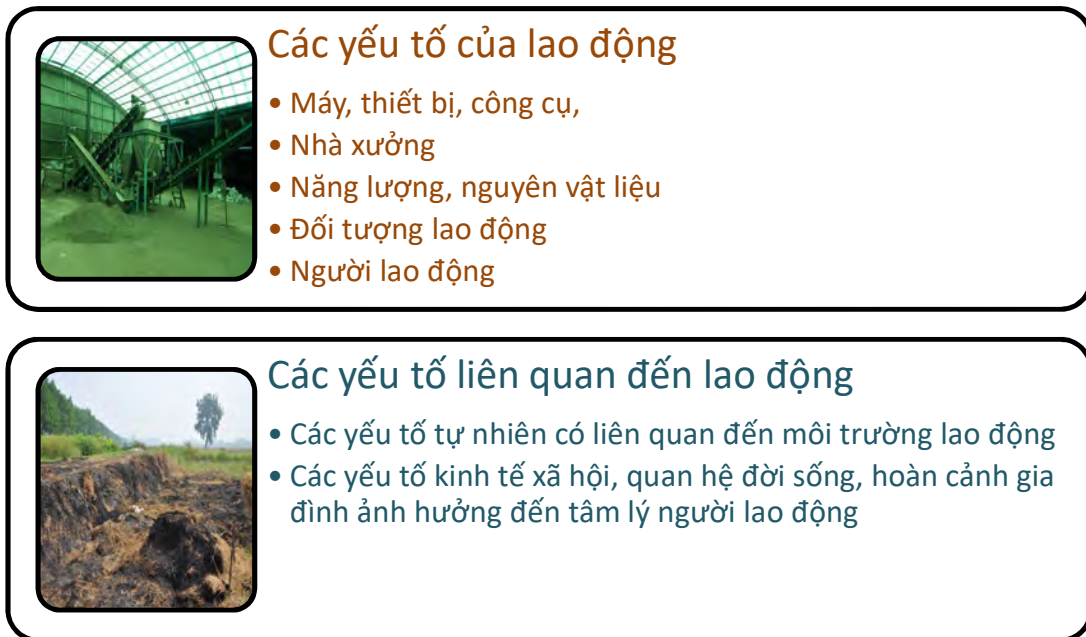 Các yếu tố của lao động
• Máy, thiết bị, công cụ,
• Nhà xưởng
• Năng lượng, nguyên vật liệu
• Đối tượng lao động
• Người lao động
Các yếu tố liên quan đến lao động
• Các yếu tố tự nhiên có liên quan đến môi trường lao động
• Các yếu tố kinh tế xã hội, quan hệ đời sống, hoàn cảnh gia
đình ảnh hưởng đến tâm lý người lao động